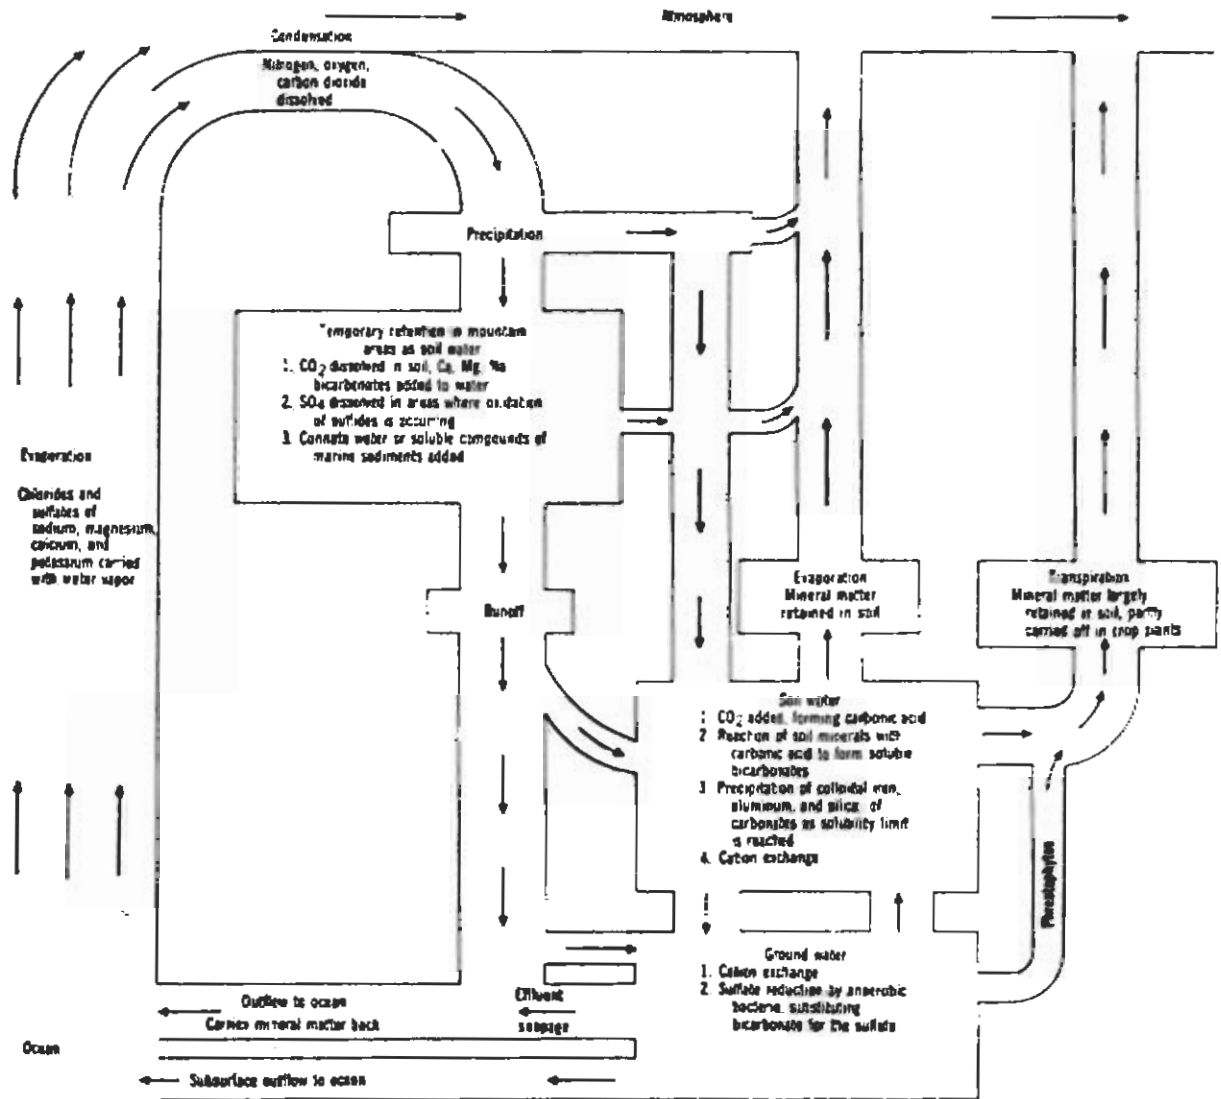 Atmosphere
Condensation
Nitrogen, oxygen,
carbon dioxide
dissolved
Precipitation
Temporary retention in mountain
areas as soil water
1. CO2 dissolved in soil, Ca, Mg, Na
bicarbonates added to water
2. SO4 dissolved in areas where oxidation
of sulfides is occurring
3. Connate water or soluble compounds of
marine sediments added
Evaporation
Chlorides and
sulfates of
sodium, magnesium,
calcium, and
potassium carried
with water vapor
Runoff
Evaporation
Mineral matter
retained in soil
Transpiration
Mineral matter largely
retained in soil, partly
carried off in crop plants
Soil water
1. CO2 added, forming carbonic acid
2. Reaction of soil minerals with
carbonic acid to form soluble
bicarbonates
3. Precipitation of colloidal iron,
aluminum, and silica, of
carbonates as solubility limit
is reached
4. Cation exchange
Phreatophytes
Ground water
1. Cation exchange
2. Sulfate reduction by anaerobic
bacteria, substituting
bicarbonate for the sulfate
Outflow to ocean
Carries mineral matter back
Effluent
seepage
Ocean
Subsurface outflow to ocean